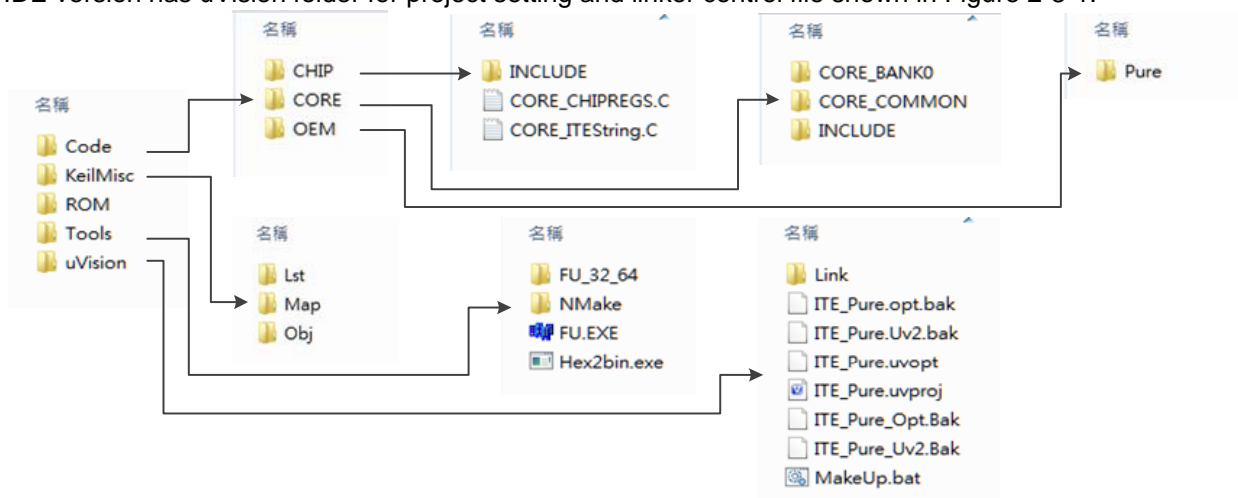 IDE version has uVision folder for project setting and linker control file shown in Figure 2-3-1.
名稱
Code
KeilMisc
ROM
Tools
uVision
名稱
CHIP
CORE
OEM
名稱
INCLUDE
CORE_CHIPREGS.C
CORE_ITEString.C
名稱
CORE_BANK0
CORE_COMMON
INCLUDE
名稱
Pure
名稱
Lst
Map
Obj
名稱
FU_32_64
NMake
FU.EXE
Hex2bin.exe
名稱
Link
ITE_Pure.opt.bak
ITE_Pure.Uv2.bak
ITE_Pure.uvopt
ITE_Pure.uvproj
ITE_Pure_Opt.Bak
ITE_Pure_Uv2.Bak
MakeUp.bat